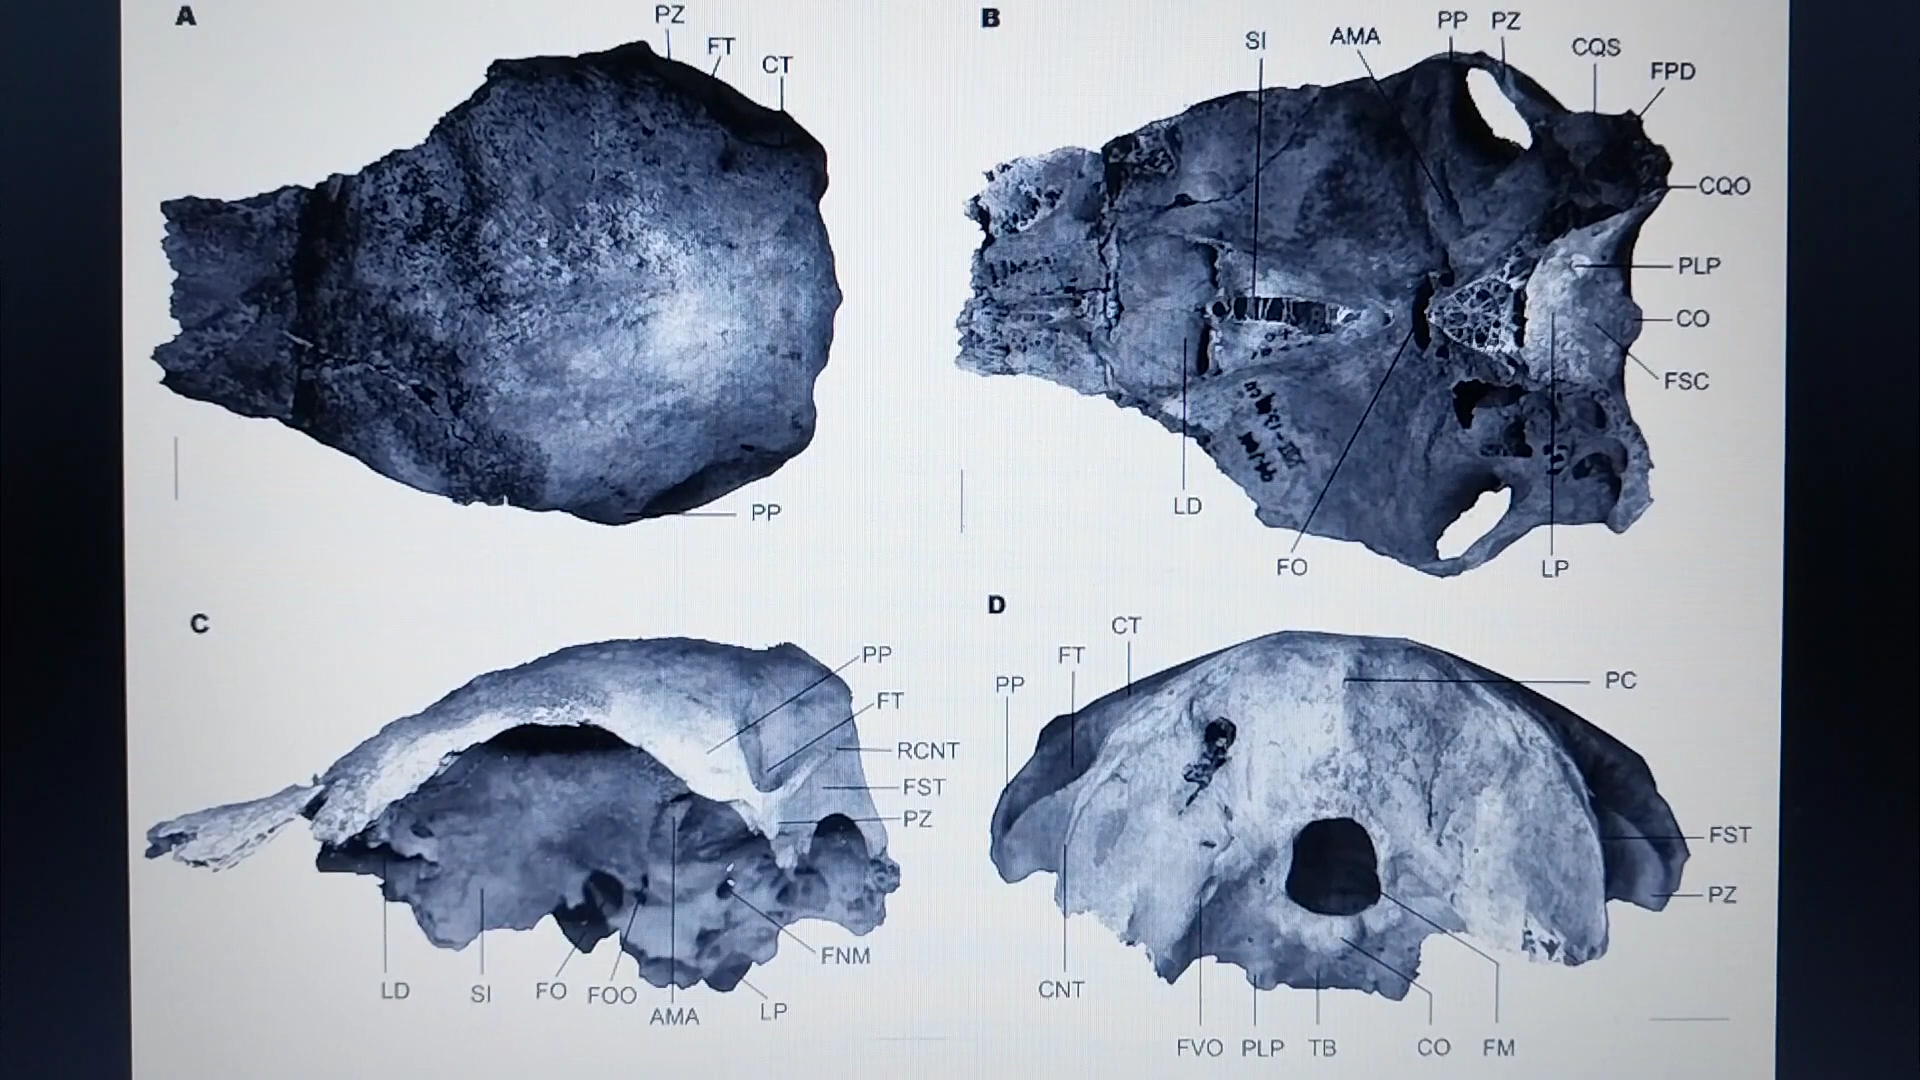 A
PZ
FT
CT
PP
B
SI
AMA
PP
PZ
CQS
FPD
CQO
PLP
CO
FSC
LD
FO
LP
C
PP
FT
RCNT
FST
PZ
FNM
LD
SI
FO
FOO
AMA
LP
D
CT
FT
PP
PC
FST
PZ
CNT
FVO
PLP
TB
CO
FM